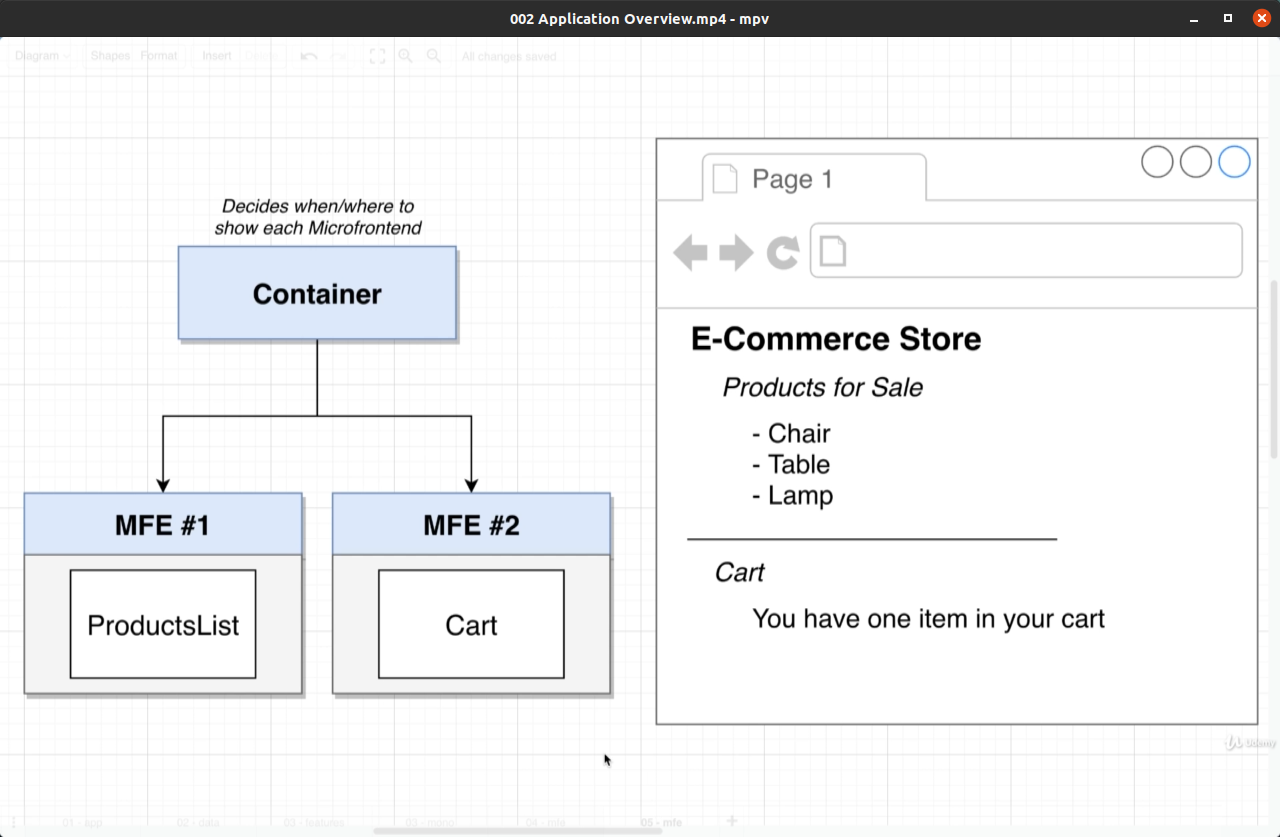 002 Application Overview.mp4 - mpv
Diagram
Shapes
Format
Insert
All changes saved
Decides when/where to
show each Microfrontend
Container
MFE #1
MFE #2
ProductsList
Cart
Page 1
E-Commerce Store
Products for Sale
- Chair
- Table
- Lamp
Cart
You have one item in your cart
Udemy
01 - app
02 - data
03 - features
03 - mono
04 - mfe
05 - mfe